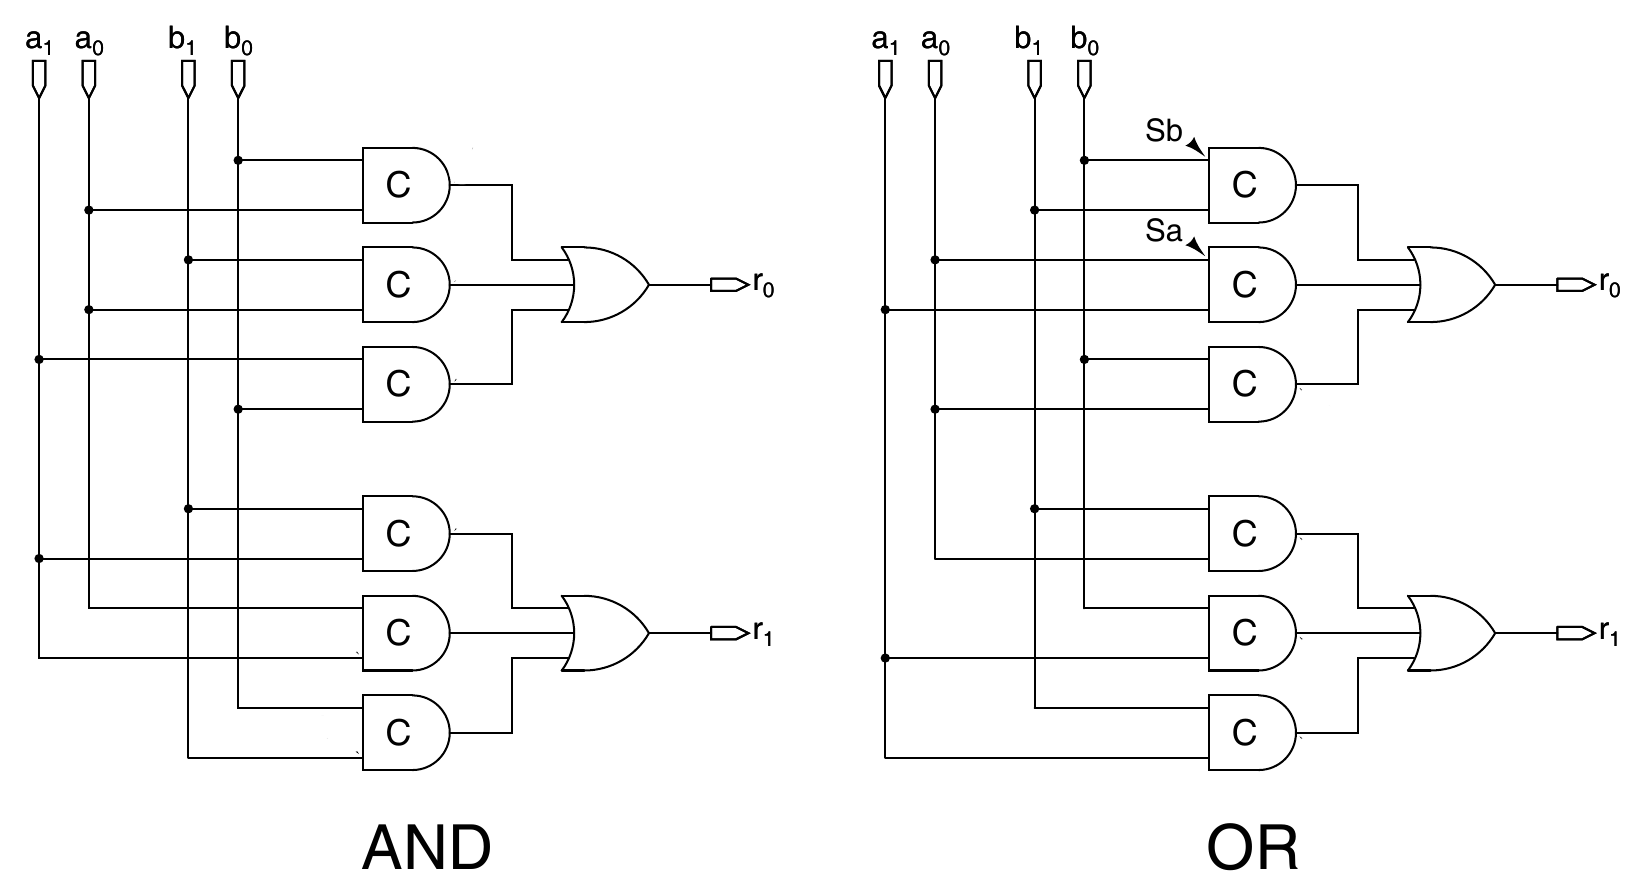 a1 a0 b1 b0 a1 a0 b1 b0
Sb
C C
Sa
C r0 C r0
C C
C C
C r1 C r1
C C
AND OR